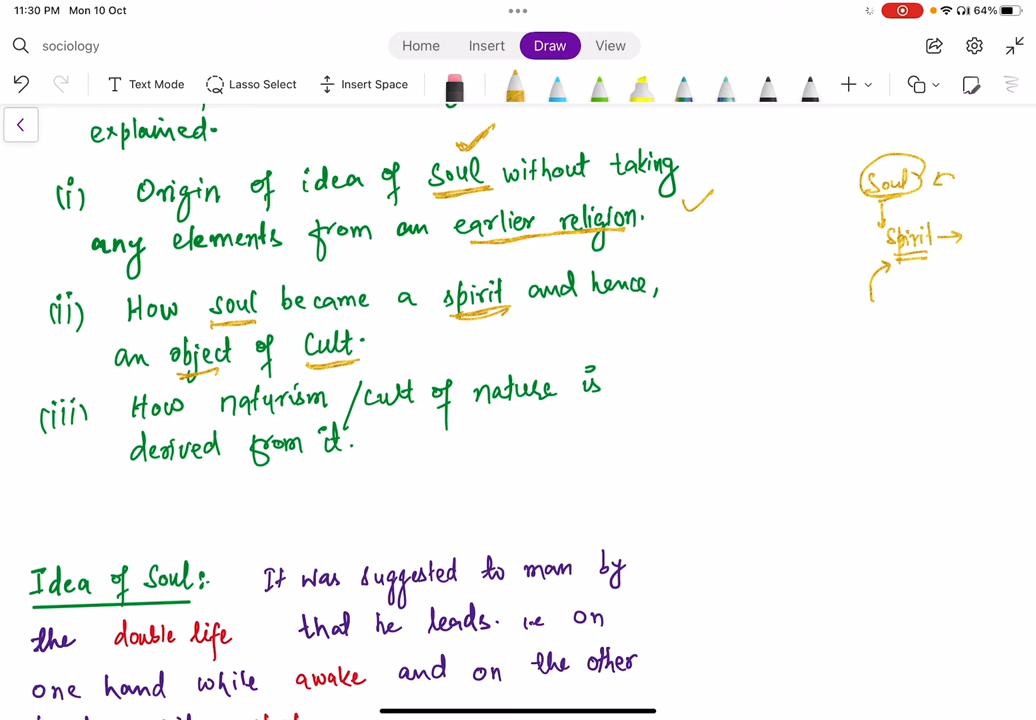 11:30 PM Mon 10 Oct
64%
sociology
Home Insert Draw View
Text Mode Lasso Select Insert Space
explained.
(i) Origin of idea of soul without taking
any elements from an earlier religion.
(ii) How soul became a spirit and hence,
an object of cult.
(iii) How naturism / cult of nature is
derived from it.
Soul
Spirit
Idea of Soul:. It was suggested to man by
the double life that he leads. i.e on
one hand while awake and on the other